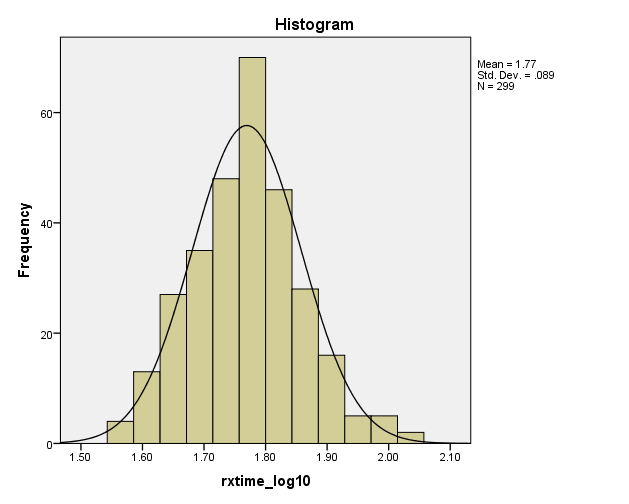 Histogram
Mean = 1.77
Std. Dev. = .089
N = 299
60
40
20
0
Frequency
1.50 1.60 1.70 1.80 1.90 2.00 2.10
rxtime_log10